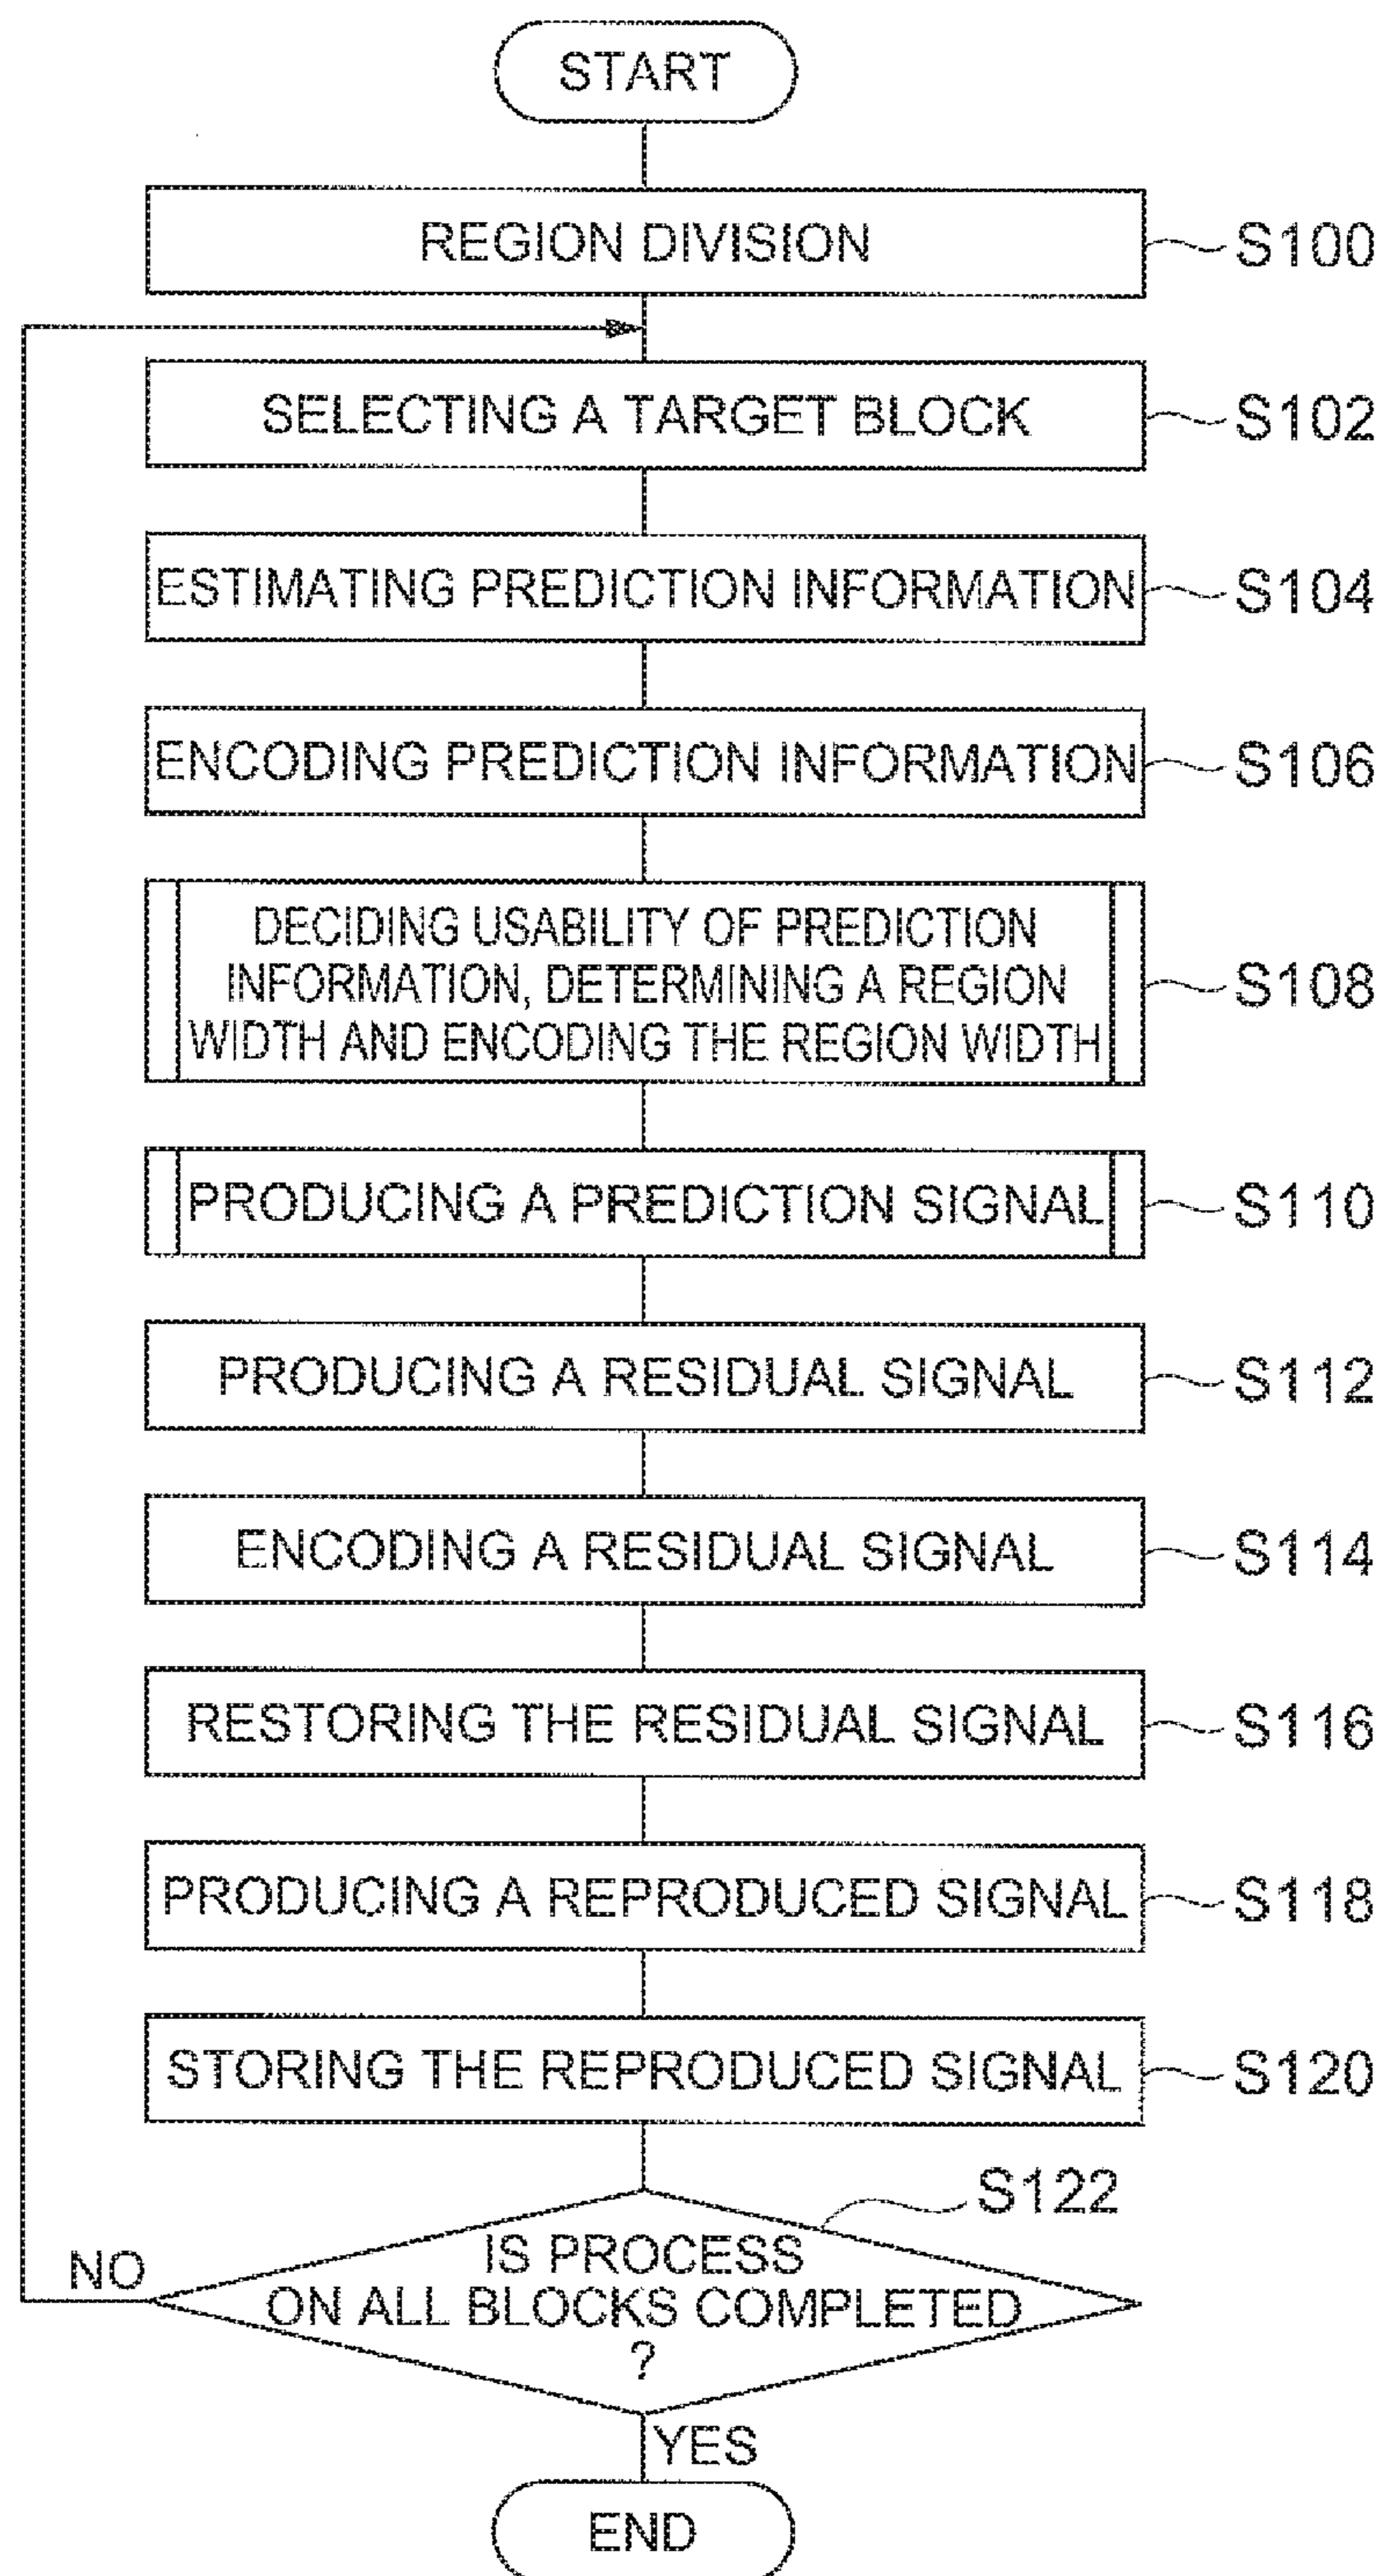 START
REGION DIVISION
S100
SELECTING A TARGET BLOCK
S102
ESTIMATING PREDICTION INFORMATION
S104
ENCODING PREDICTION INFORMATION
S106
DECIDING USABILITY OF PREDICTION
INFORMATION, DETERMINING A REGION
WIDTH AND ENCODING THE REGION WIDTH
S108
PRODUCING A PREDICTION SIGNAL
S110
PRODUCING A RESIDUAL SIGNAL
S112
ENCODING A RESIDUAL SIGNAL
S114
RESTORING THE RESIDUAL SIGNAL
S116
PRODUCING A REPRODUCED SIGNAL
S118
STORING THE REPRODUCED SIGNAL
S120
S122
IS PROCESS
ON ALL BLOCKS COMPLETED
?
NO
YES
END